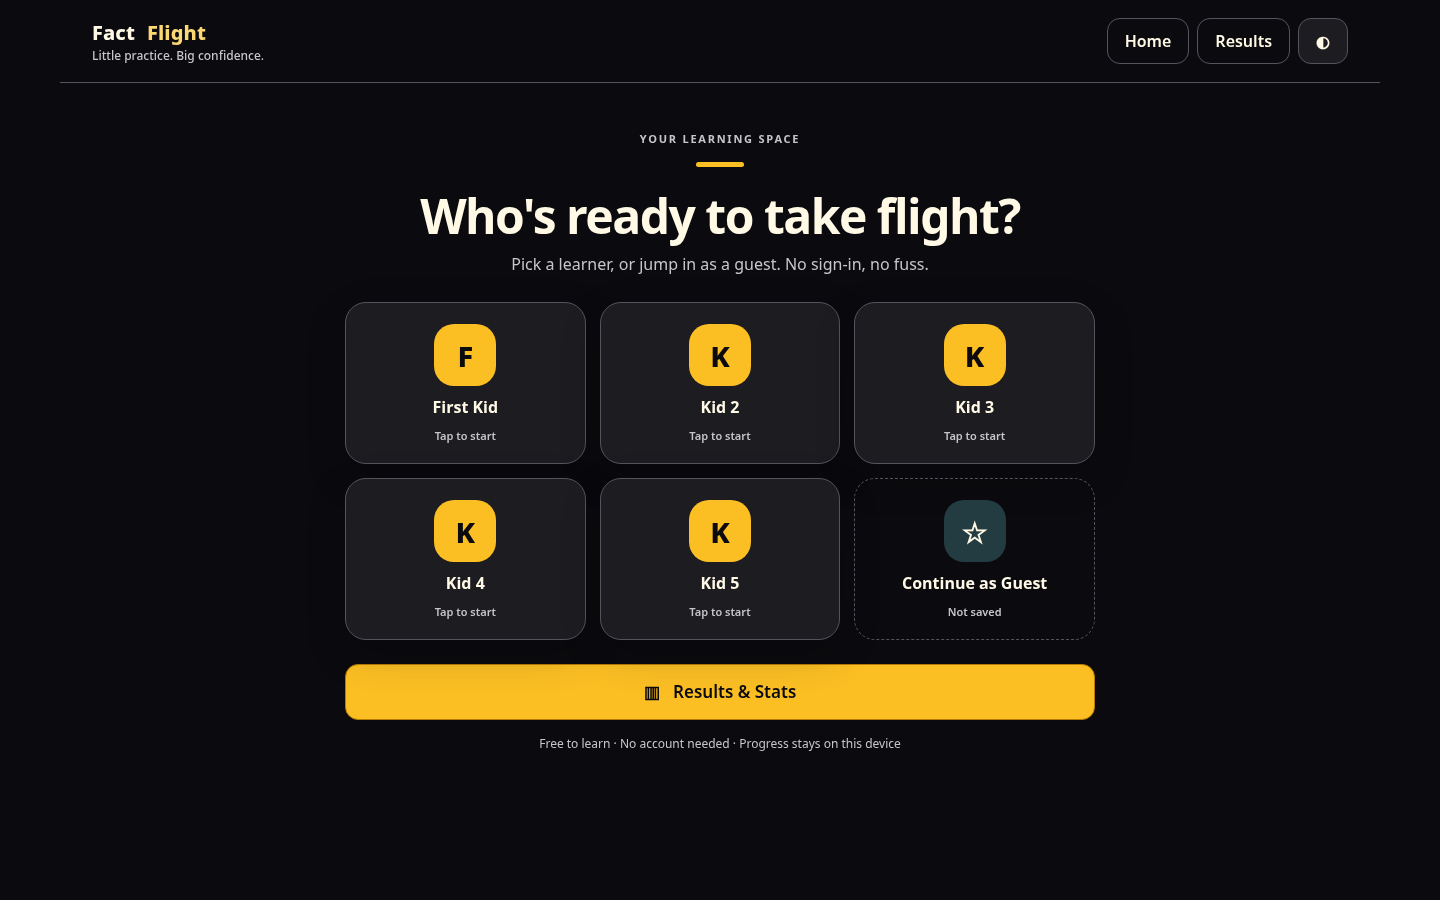 Fact Flight
Little practice. Big confidence.
Home
Results
YOUR LEARNING SPACE
Who's ready to take flight?
Pick a learner, or jump in as a guest. No sign-in, no fuss.
F
First Kid
Tap to start
K
Kid 2
Tap to start
K
Kid 3
Tap to start
K
Kid 4
Tap to start
K
Kid 5
Tap to start
Continue as Guest
Not saved
Results & Stats
Free to learn · No account needed · Progress stays on this device